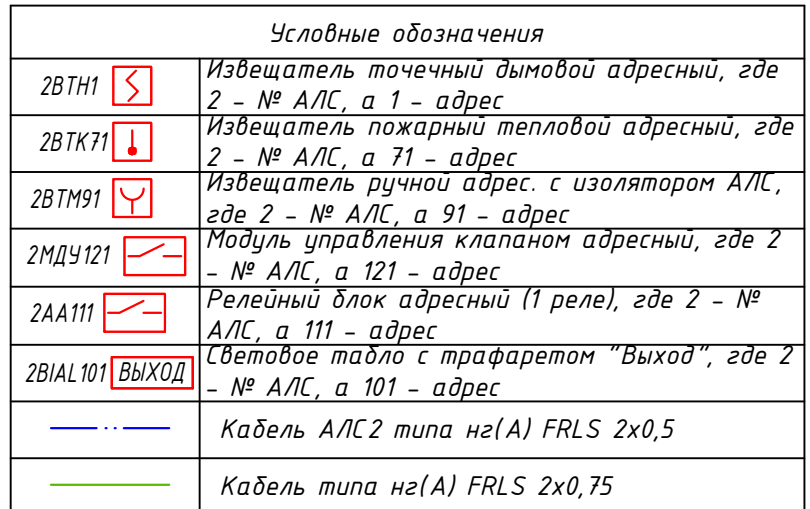 Условные обозначения
2BTH1
Извещатель точечный дымовой адресный, где
2 - № АЛС, а 1 - адрес
2BTK71
Извещатель пожарный тепловой адресный, где
2 - № АЛС, а 71 - адрес
2BTM91
Извещатель ручной адрес. с изолятором АЛС,
где 2 - № АЛС, а 91 - адрес
2МДУ121
Модуль управления клапаном адресный, где 2
- № АЛС, а 121 - адрес
2АА111
Релейный блок адресный (1 реле), где 2 - №
АЛС, а 111 - адрес
2BIAL101 ВЫХОД
Световое табло с трафаретом "Выход", где 2
- № АЛС, а 101 - адрес
Кабель АЛС2 типа нг(А) FRLS 2х0,5
Кабель типа нг(А) FRLS 2х0,75